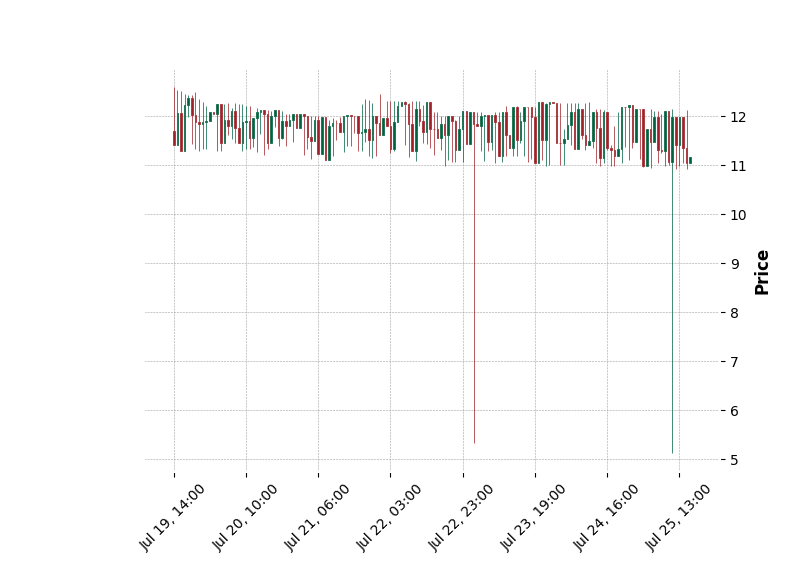 12
11
10
9
8
7
6
5
Price
Jul 19, 14:00
Jul 20, 10:00
Jul 21, 06:00
Jul 22, 03:00
Jul 22, 23:00
Jul 23, 19:00
Jul 24, 16:00
Jul 25, 13:00